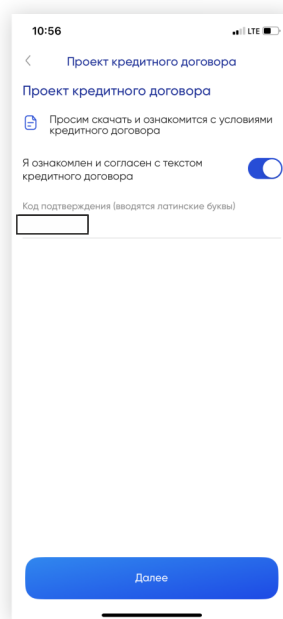 10:56
LTE
Проект кредитного договора
Проект кредитного договора
Просим скачать и ознакомится с условиями
кредитного договора
Я ознакомлен и согласен с текстом
кредитного договора
Код подтверждения (вводятся латинские буквы)
Далее